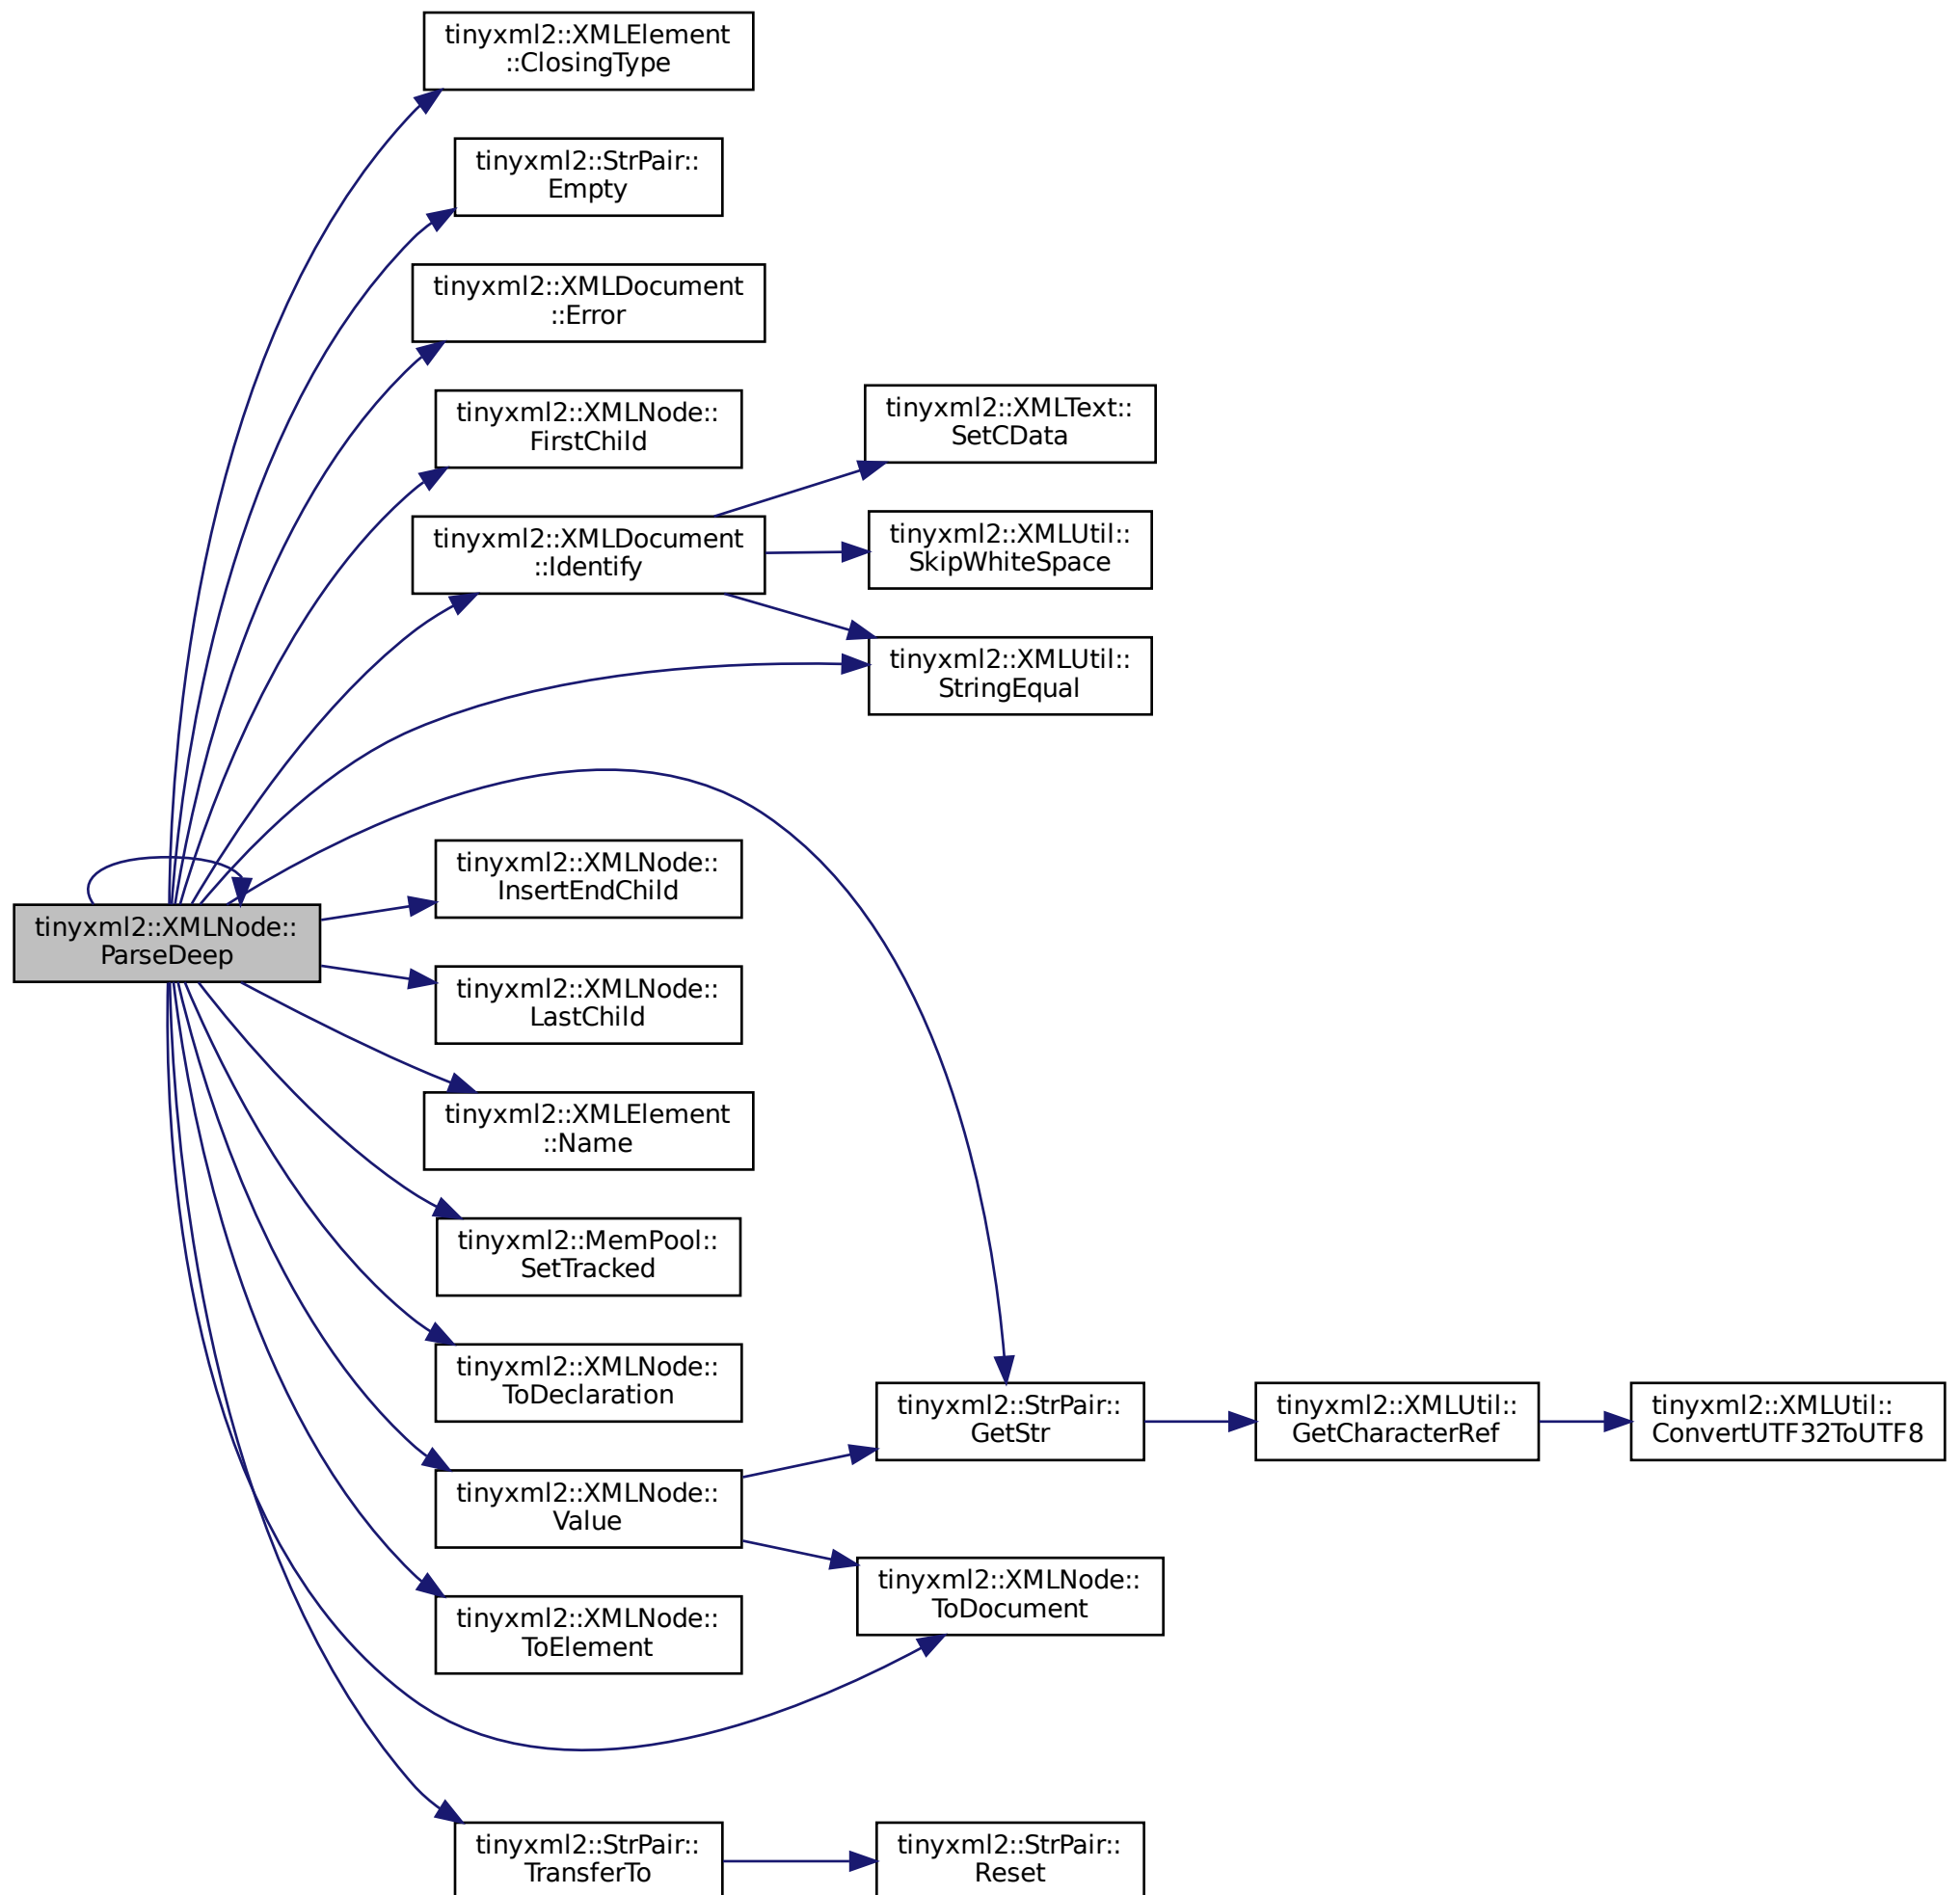 tinyxml2::XMLElement
::ClosingType
tinyxml2::StrPair::
Empty
tinyxml2::XMLDocument
::Error
tinyxml2::XMLNode::
FirstChild
tinyxml2::XMLText::
SetCData
tinyxml2::XMLDocument
::Identify
tinyxml2::XMLUtil::
SkipWhiteSpace
tinyxml2::XMLUtil::
StringEqual
tinyxml2::XMLNode::
InsertEndChild
tinyxml2::XMLNode::
ParseDeep
tinyxml2::XMLNode::
LastChild
tinyxml2::XMLElement
::Name
tinyxml2::MemPool::
SetTracked
tinyxml2::XMLNode::
ToDeclaration
tinyxml2::StrPair::
GetStr
tinyxml2::XMLUtil::
GetCharacterRef
tinyxml2::XMLUtil::
ConvertUTF32ToUTF8
tinyxml2::XMLNode::
Value
tinyxml2::XMLNode::
ToDocument
tinyxml2::XMLNode::
ToElement
tinyxml2::StrPair::
TransferTo
tinyxml2::StrPair::
Reset